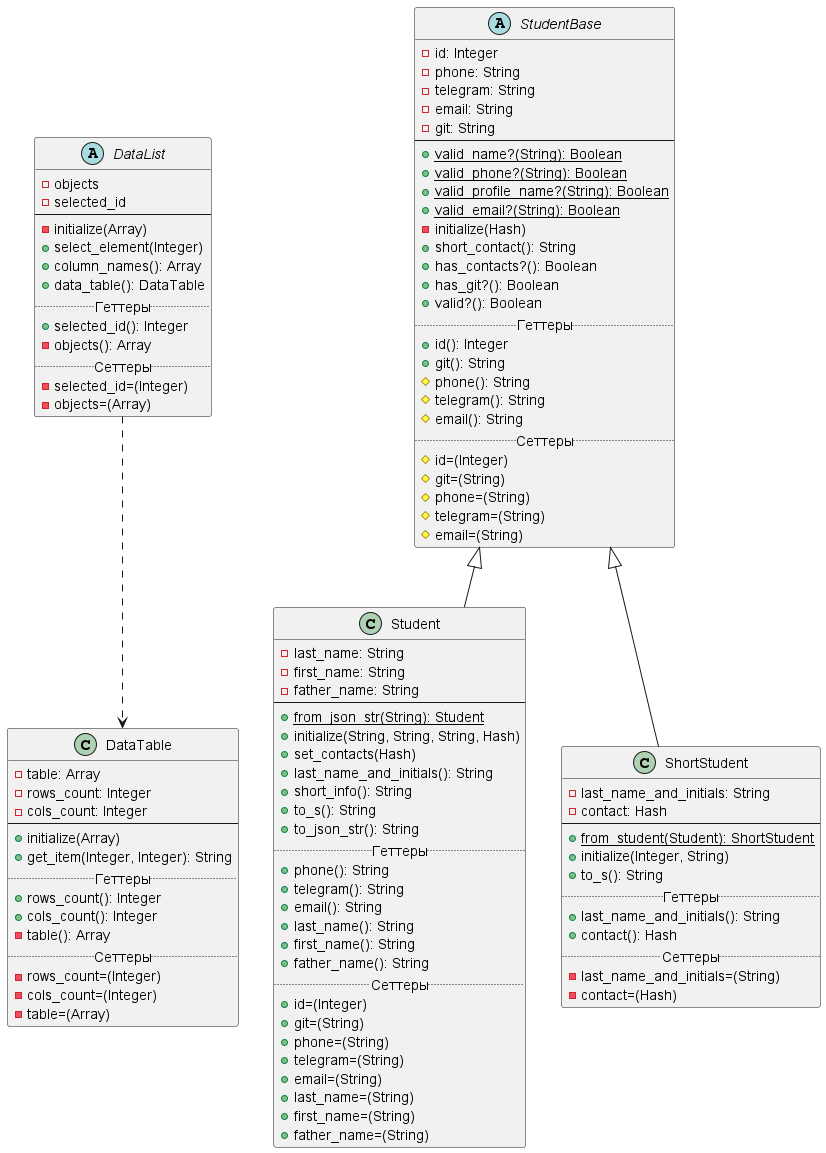 StudentBase
id: Integer
phone: String
telegram: String
email: String
git: String
valid_name?(String): Boolean
valid_phone?(String): Boolean
valid_profile_name?(String): Boolean
valid_email?(String): Boolean
initialize(Hash)
short_contact(): String
has_contacts?(): Boolean
has_git?(): Boolean
valid?(): Boolean
Геттеры
id(): Integer
git(): String
phone(): String
telegram(): String
email(): String
Сеттеры
id=(Integer)
git=(String)
phone=(String)
telegram=(String)
email=(String)
DataList
objects
selected_id
initialize(Array)
select_element(Integer)
column_names(): Array
data_table(): DataTable
Геттеры
selected_id(): Integer
objects(): Array
Сеттеры
selected_id=(Integer)
objects=(Array)
Student
last_name: String
first_name: String
father_name: String
from_json_str(String): Student
initialize(String, String, String, Hash)
set_contacts(Hash)
last_name_and_initials(): String
short_info(): String
to_s(): String
to_json_str(): String
Геттеры
phone(): String
telegram(): String
email(): String
last_name(): String
first_name(): String
father_name(): String
Сеттеры
id=(Integer)
git=(String)
phone=(String)
telegram=(String)
email=(String)
last_name=(String)
first_name=(String)
father_name=(String)
DataTable
table: Array
rows_count: Integer
cols_count: Integer
initialize(Array)
get_item(Integer, Integer): String
Геттеры
rows_count(): Integer
cols_count(): Integer
table(): Array
Сеттеры
rows_count=(Integer)
cols_count=(Integer)
table=(Array)
ShortStudent
last_name_and_initials: String
contact: Hash
from_student(Student): ShortStudent
initialize(Integer, String)
to_s(): String
Геттеры
last_name_and_initials(): String
contact(): Hash
Сеттеры
last_name_and_initials=(String)
contact=(Hash)